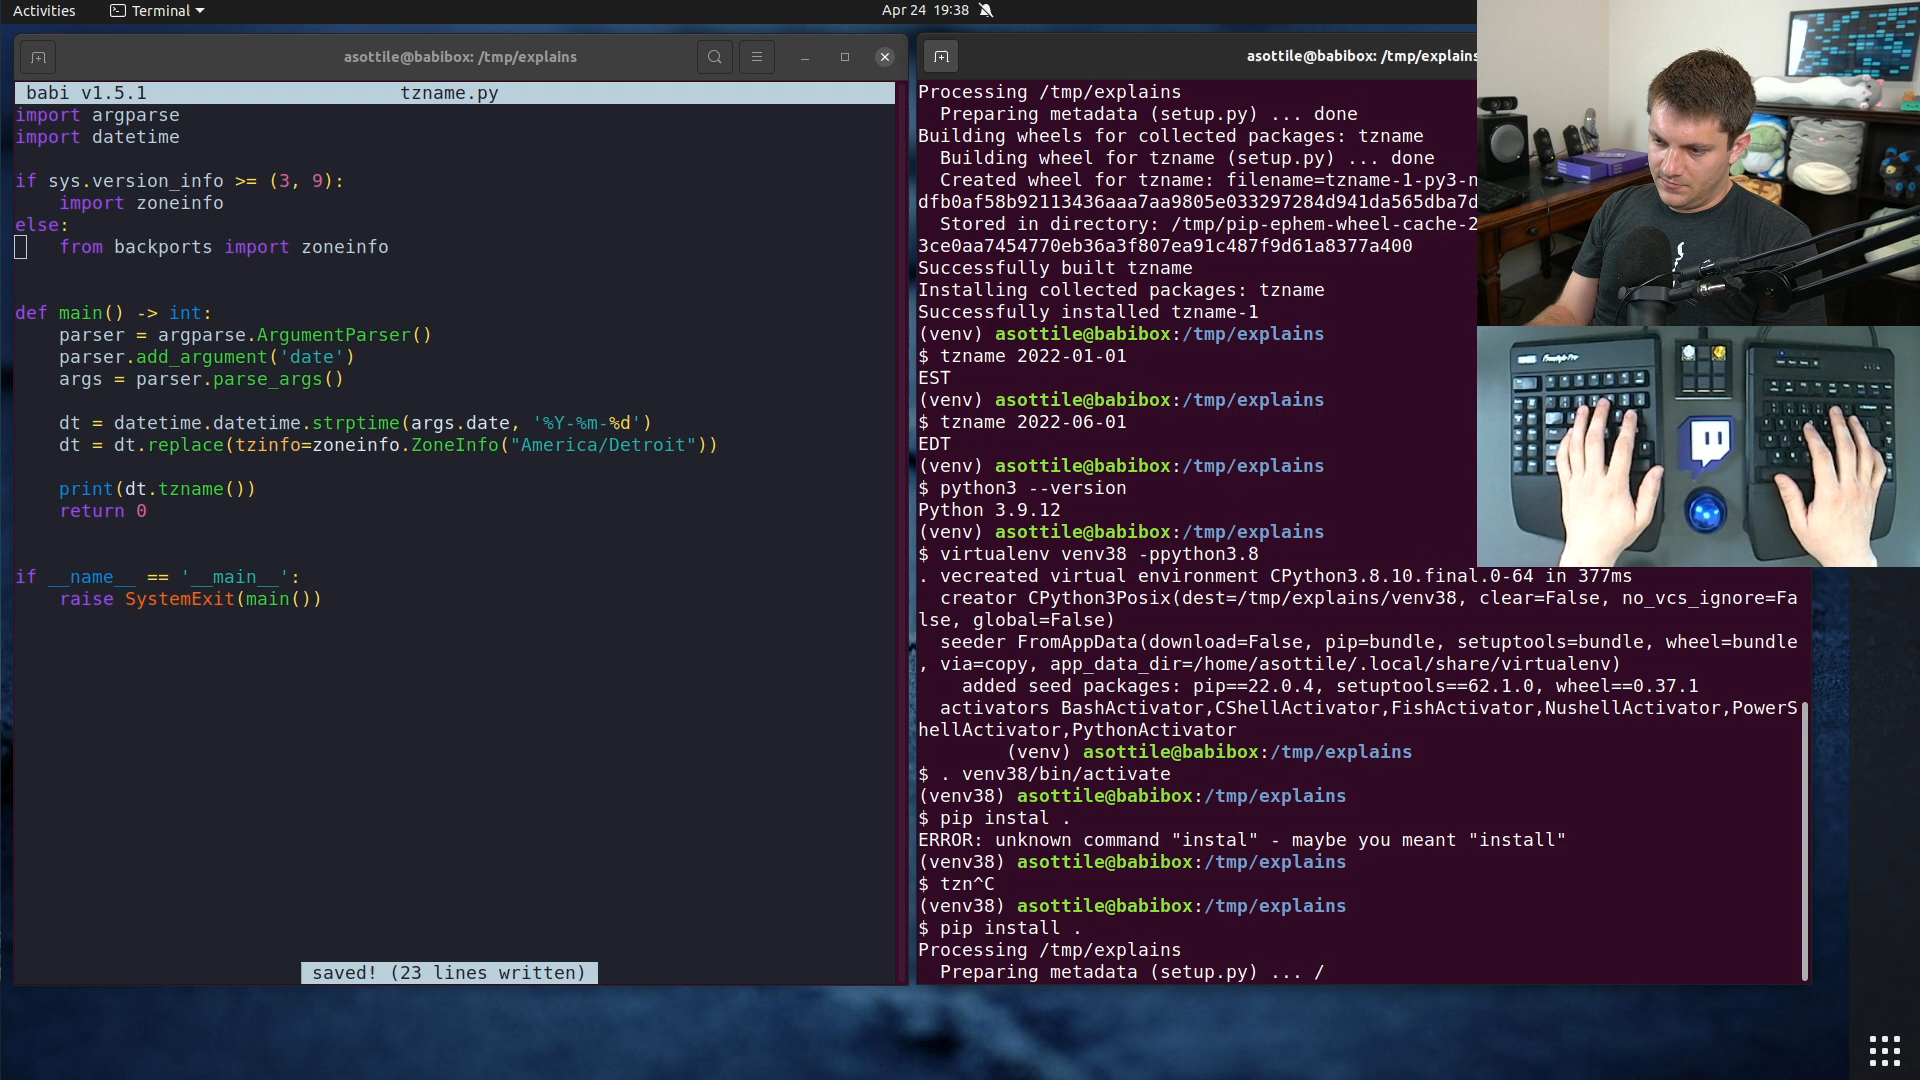 Activities
Terminal
Apr 24 19:38
asottile@babibox: /tmp/explains
babi v1.5.1 tzname.py
import argparse
import datetime
if sys.version_info >= (3, 9):
    import zoneinfo
else:
    from backports import zoneinfo
def main() -> int:
    parser = argparse.ArgumentParser()
    parser.add_argument('date')
    args = parser.parse_args()
    dt = datetime.datetime.strptime(args.date, '%Y-%m-%d')
    dt = dt.replace(tzinfo=zoneinfo.ZoneInfo("America/Detroit"))
    print(dt.tzname())
    return 0
if __name__ == '__main__':
    raise SystemExit(main())
saved! (23 lines written)
asottile@babibox: /tmp/explains
Processing /tmp/explains
  Preparing metadata (setup.py) ... done
Building wheels for collected packages: tzname
  Building wheel for tzname (setup.py) ... done
  Created wheel for tzname: filename=tzname-1-py3-n
dfb0af58b92113436aaa7aa9805e033297284d941da565dba7d
  Stored in directory: /tmp/pip-ephem-wheel-cache-2
3ce0aa7454770eb36a3f807ea91c487f9d61a8377a400
Successfully built tzname
Installing collected packages: tzname
Successfully installed tzname-1
(venv) asottile@babibox:/tmp/explains
$ tzname 2022-01-01
EST
(venv) asottile@babibox:/tmp/explains
$ tzname 2022-06-01
EDT
(venv) asottile@babibox:/tmp/explains
$ python3 --version
Python 3.9.12
(venv) asottile@babibox:/tmp/explains
$ virtualenv venv38 -ppython3.8
. vecreated virtual environment CPython3.8.10.final.0-64 in 377ms
  creator CPython3Posix(dest=/tmp/explains/venv38, clear=False, no_vcs_ignore=Fa
lse, global=False)
  seeder FromAppData(download=False, pip=bundle, setuptools=bundle, wheel=bundle
, via=copy, app_data_dir=/home/asottile/.local/share/virtualenv)
    added seed packages: pip==22.0.4, setuptools==62.1.0, wheel==0.37.1
  activators BashActivator,CShellActivator,FishActivator,NushellActivator,PowerS
hellActivator,PythonActivator
        (venv) asottile@babibox:/tmp/explains
$ . venv38/bin/activate
(venv38) asottile@babibox:/tmp/explains
$ pip instal .
ERROR: unknown command "instal" - maybe you meant "install"
(venv38) asottile@babibox:/tmp/explains
$ tzn^C
(venv38) asottile@babibox:/tmp/explains
$ pip install .
Processing /tmp/explains
  Preparing metadata (setup.py) ... /